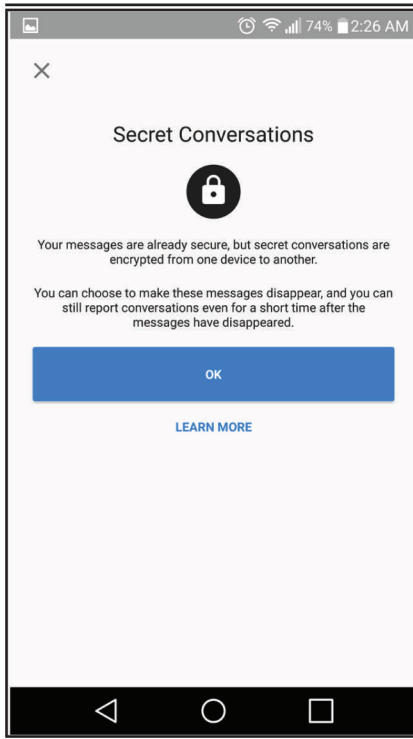 74% 2:26 AM
Secret Conversations
Your messages are already secure, but secret conversations are
encrypted from one device to another.
You can choose to make these messages disappear, and you can
still report conversations even for a short time after the
messages have disappeared.
OK
LEARN MORE